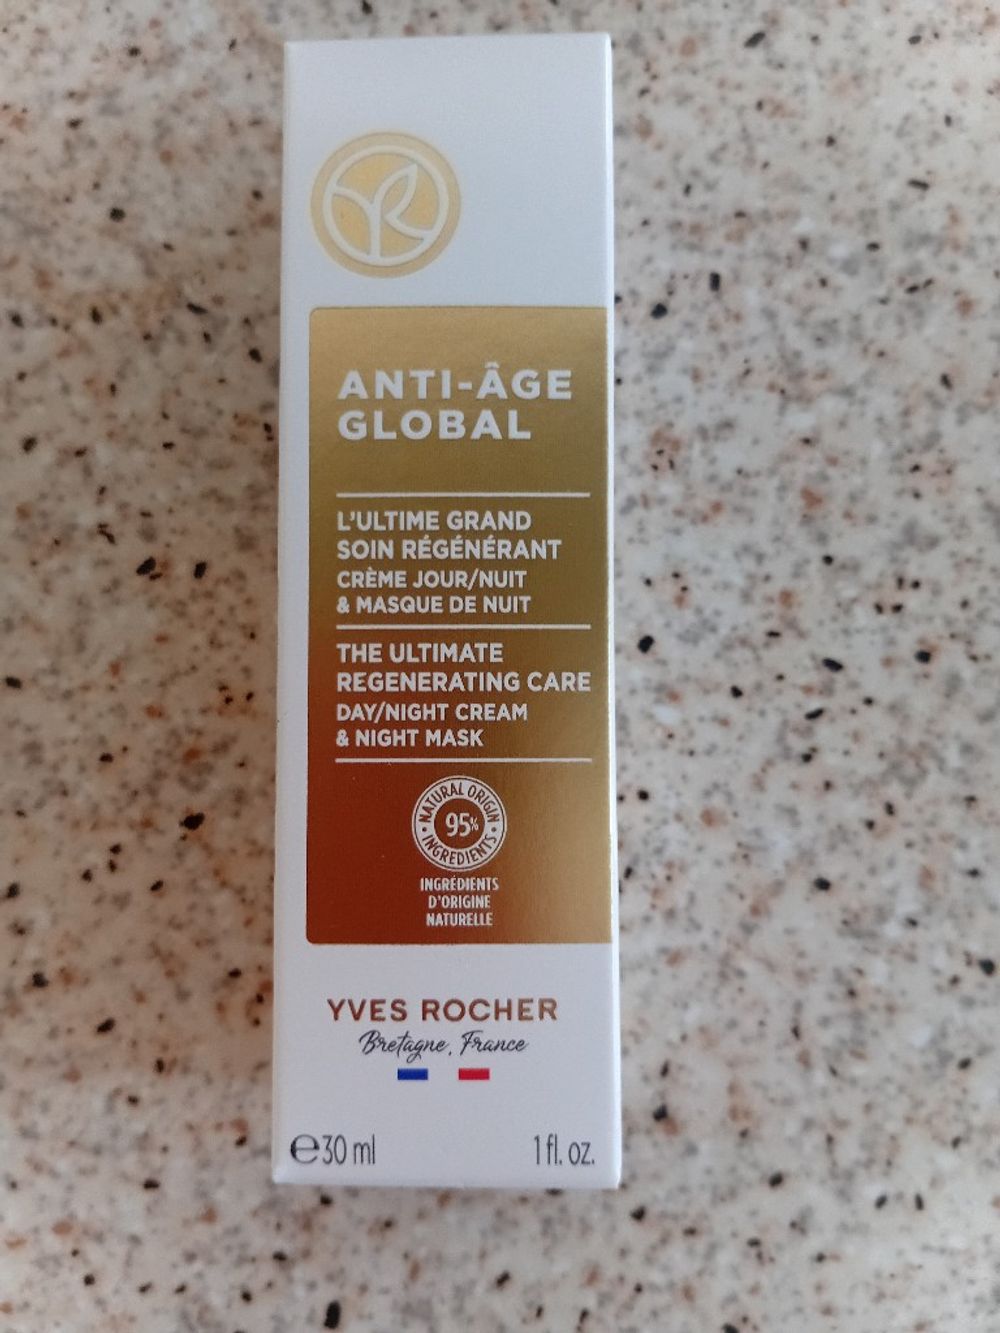 ANTI-ÂGE
GLOBAL
L'ULTIME GRAND
SOIN RÉGÉNÉRANT
CRÈME JOUR/NUIT
& MASQUE DE NUIT
THE ULTIMATE
REGENERATING CARE
DAY/NIGHT CREAM
& NIGHT MASK
NATURAL ORIGIN
95%
INGREDIENTS
INGRÉDIENTS
D'ORIGINE
NATURELLE
YVES ROCHER
Bretagne, France
℮30 ml
1 fl. oz.